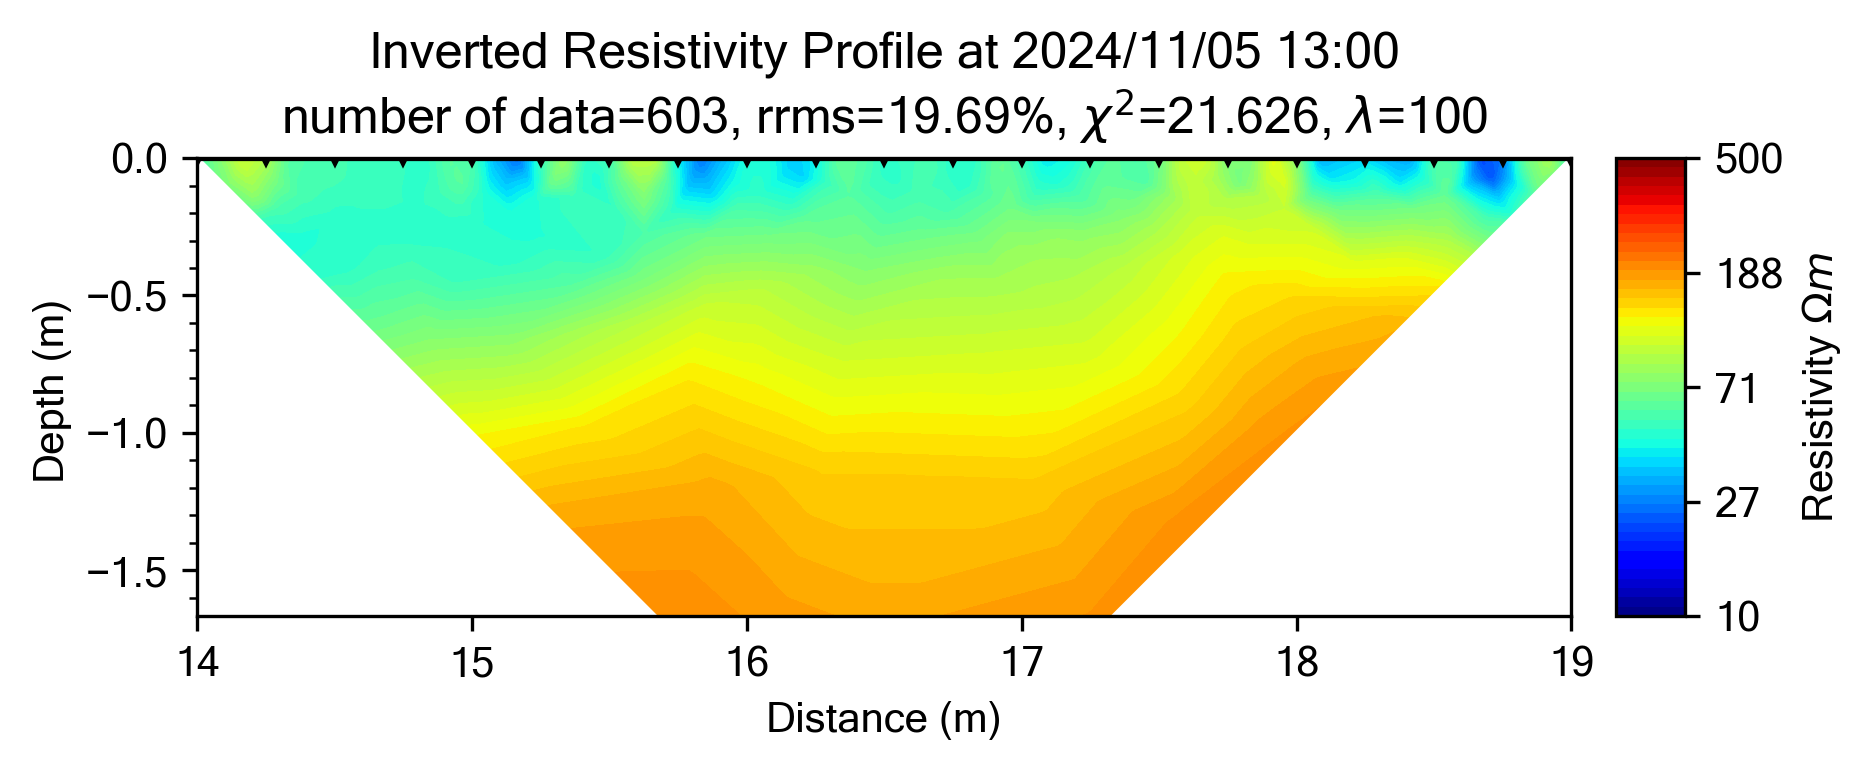 Inverted Resistivity Profile at 2024/11/05 13:00
number of data=603, rrms=19.69%, χ²=21.626, λ=100
0.0
−0.5
−1.0
−1.5
Depth (m)
14 15 16 17 18 19
Distance (m)
500
188
71
27
10
Resistivity Ωm